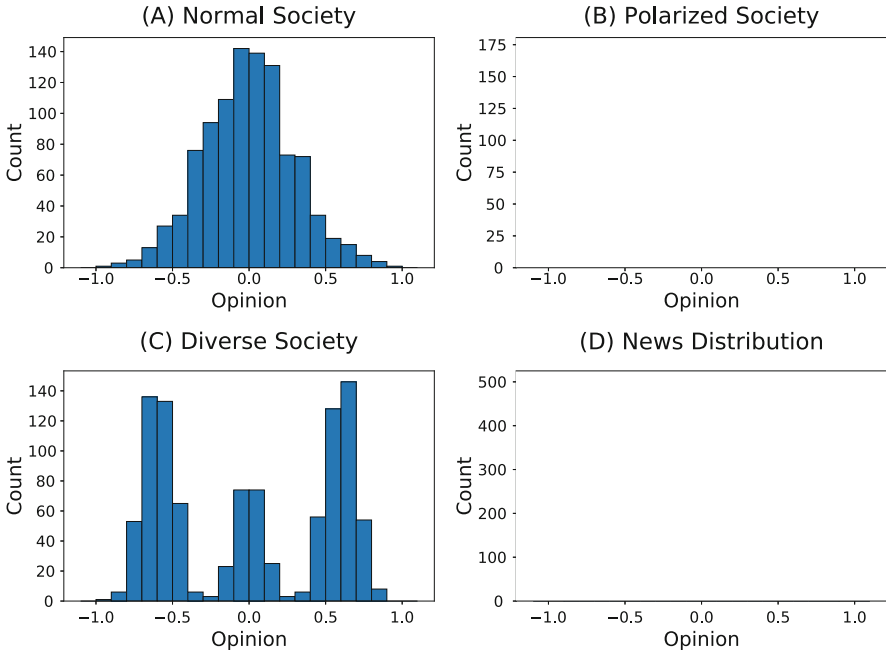 (A) Normal Society
140
120
100
80
60
40
20
0
Count
−1.0 −0.5 0.0 0.5 1.0
Opinion
(B) Polarized Society
175
150
125
100
75
50
25
0
Count
−1.0 −0.5 0.0 0.5 1.0
Opinion
(C) Diverse Society
140
120
100
80
60
40
20
0
Count
−1.0 −0.5 0.0 0.5 1.0
Opinion
(D) News Distribution
500
400
300
200
100
0
Count
−1.0 −0.5 0.0 0.5 1.0
Opinion